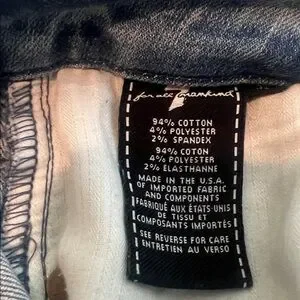 for all mankind
94% COTTON
4% POLYESTER
2% SPANDEX
94% COTON
4% POLYESTER
2% ELASTHANNE
MADE IN THE U.S.A.
OF IMPORTED FABRIC
AND COMPONENTS
FABRIQUÉ AUX ÉTATS-UNIS
DE TISSU ET
COMPOSANTS IMPORTÉS
SEE REVERSE FOR CARE
ENTRETIEN AU VERSO